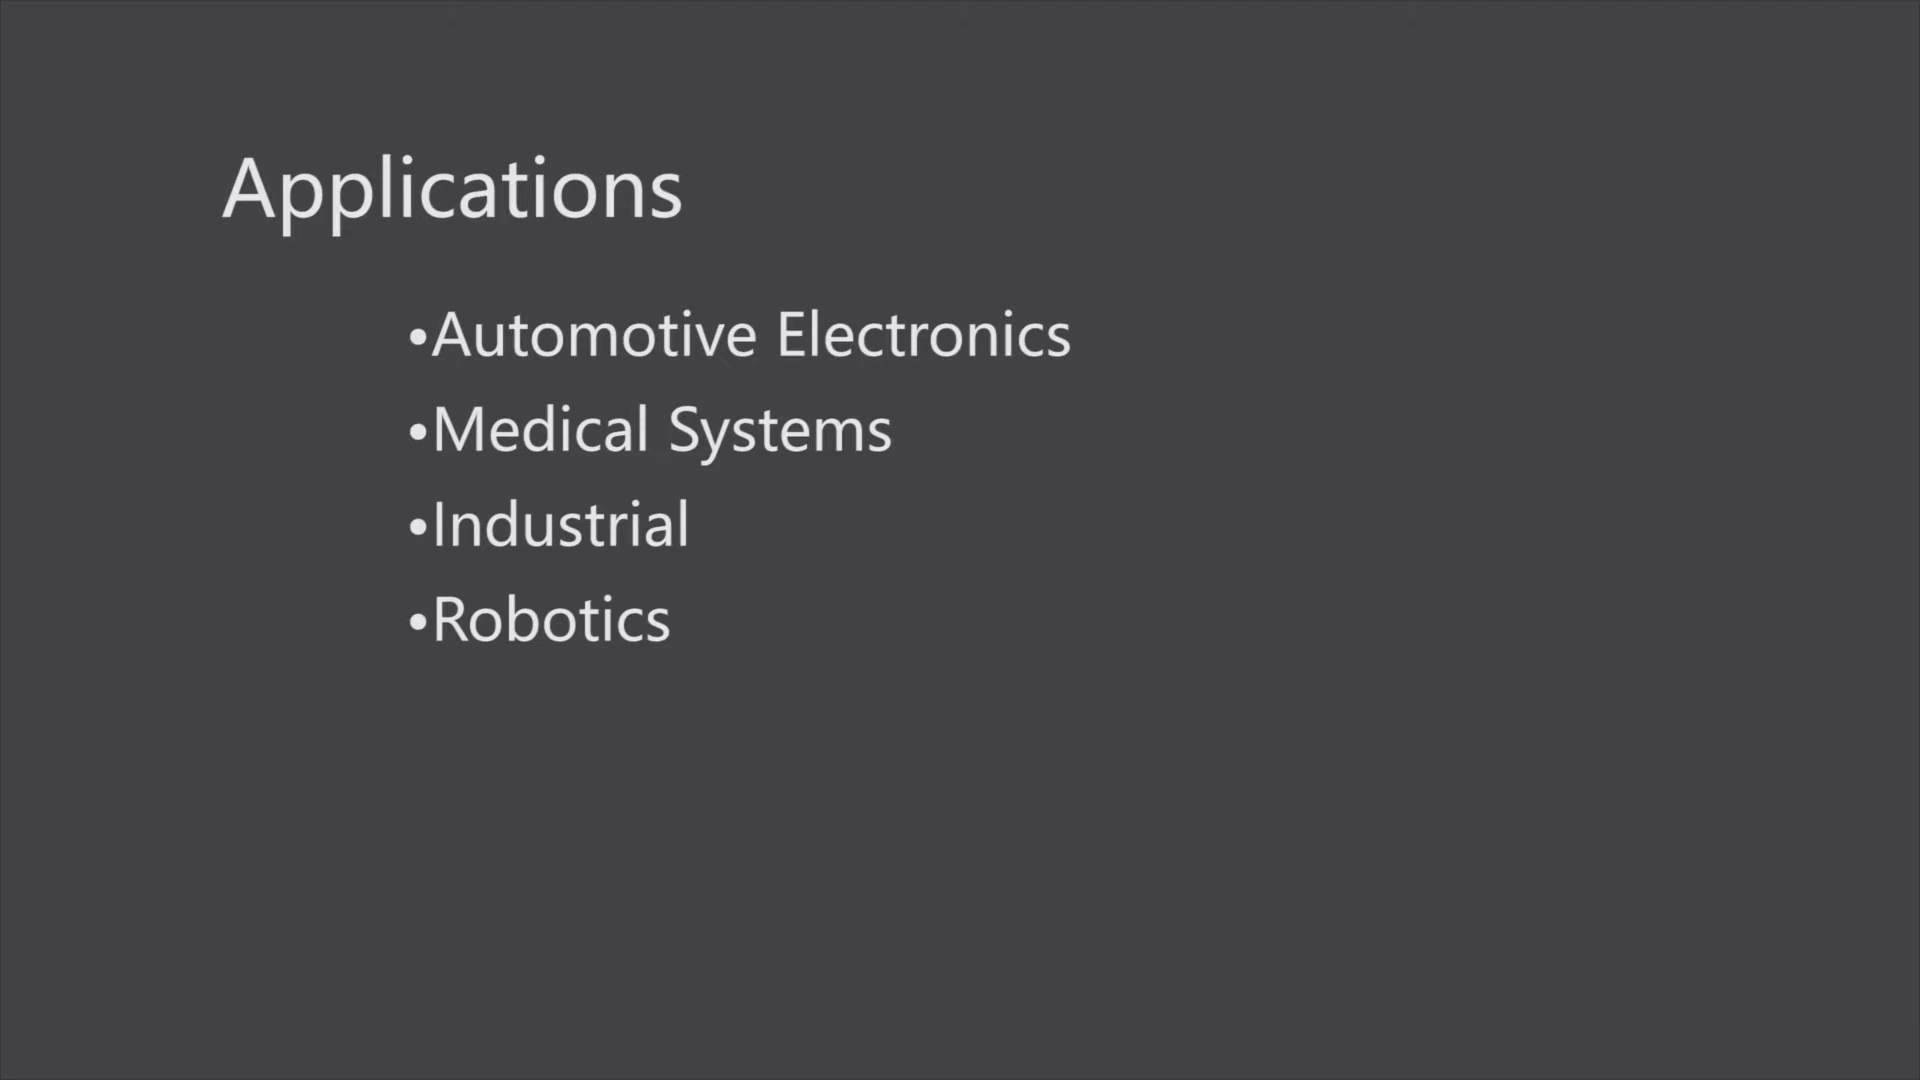 Applications
•Automotive Electronics
•Medical Systems
•Industrial
•Robotics